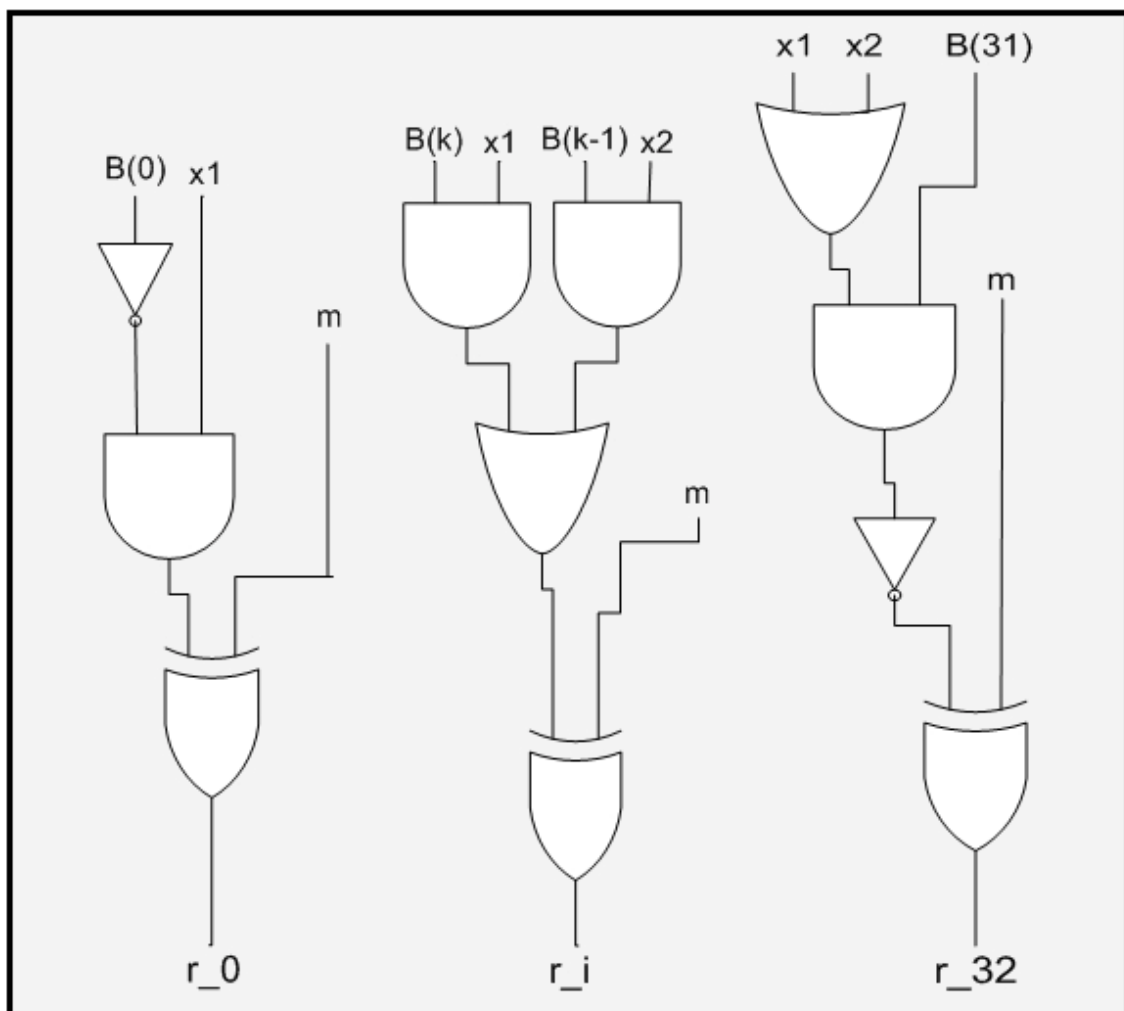 x1 x2 B(31)
B(k) x1 B(k-1) x2
B(0) x1
m
m
m
r_0 r_i r_32